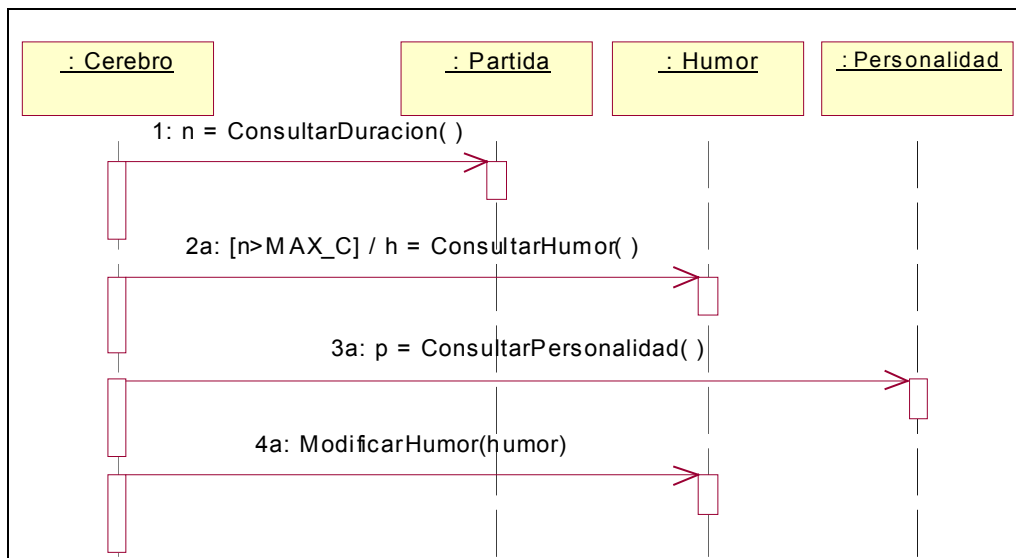 : Cerebro
: Partida
: Humor
: Personalidad
1: n = ConsultarDuracion( )
2a: [n>MAX_C] / h = ConsultarHumor( )
3a: p = ConsultarPersonalidad( )
4a: ModificarHumor(humor)